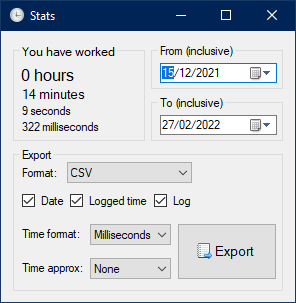 Stats
You have worked
0 hours
14 minutes
9 seconds
322 milliseconds
From (inclusive)
15/12/2021
To (inclusive)
27/02/2022
Export
Format: CSV
Date Logged time Log
Time format: Milliseconds
Time approx: None
Export